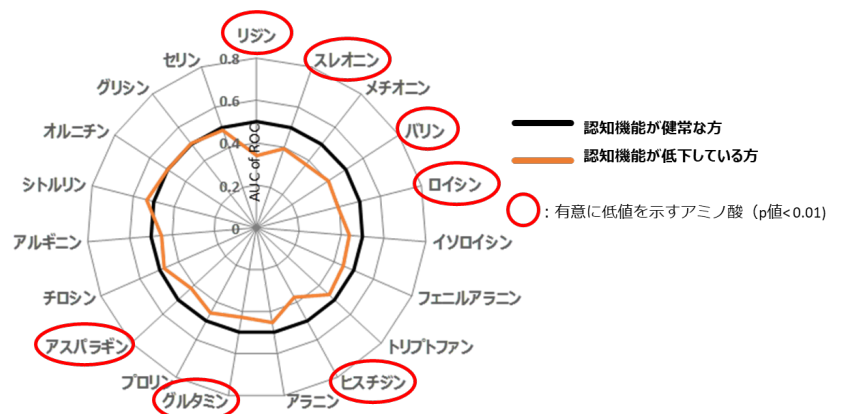 リジン
スレオニン
メチオニン
バリン
ロイシン
イソロイシン
フェニルアラニン
トリプトファン
ヒスチジン
アラニン
グルタミン
プロリン
アスパラギン
チロシン
アルギニン
シトルリン
オルニチン
グリシン
セリン
0.8
0.6
0.4
0.2
0
AUC of ROC
認知機能が健常な方
認知機能が低下している方
：有意に低値を示すアミノ酸（p値<0.01)